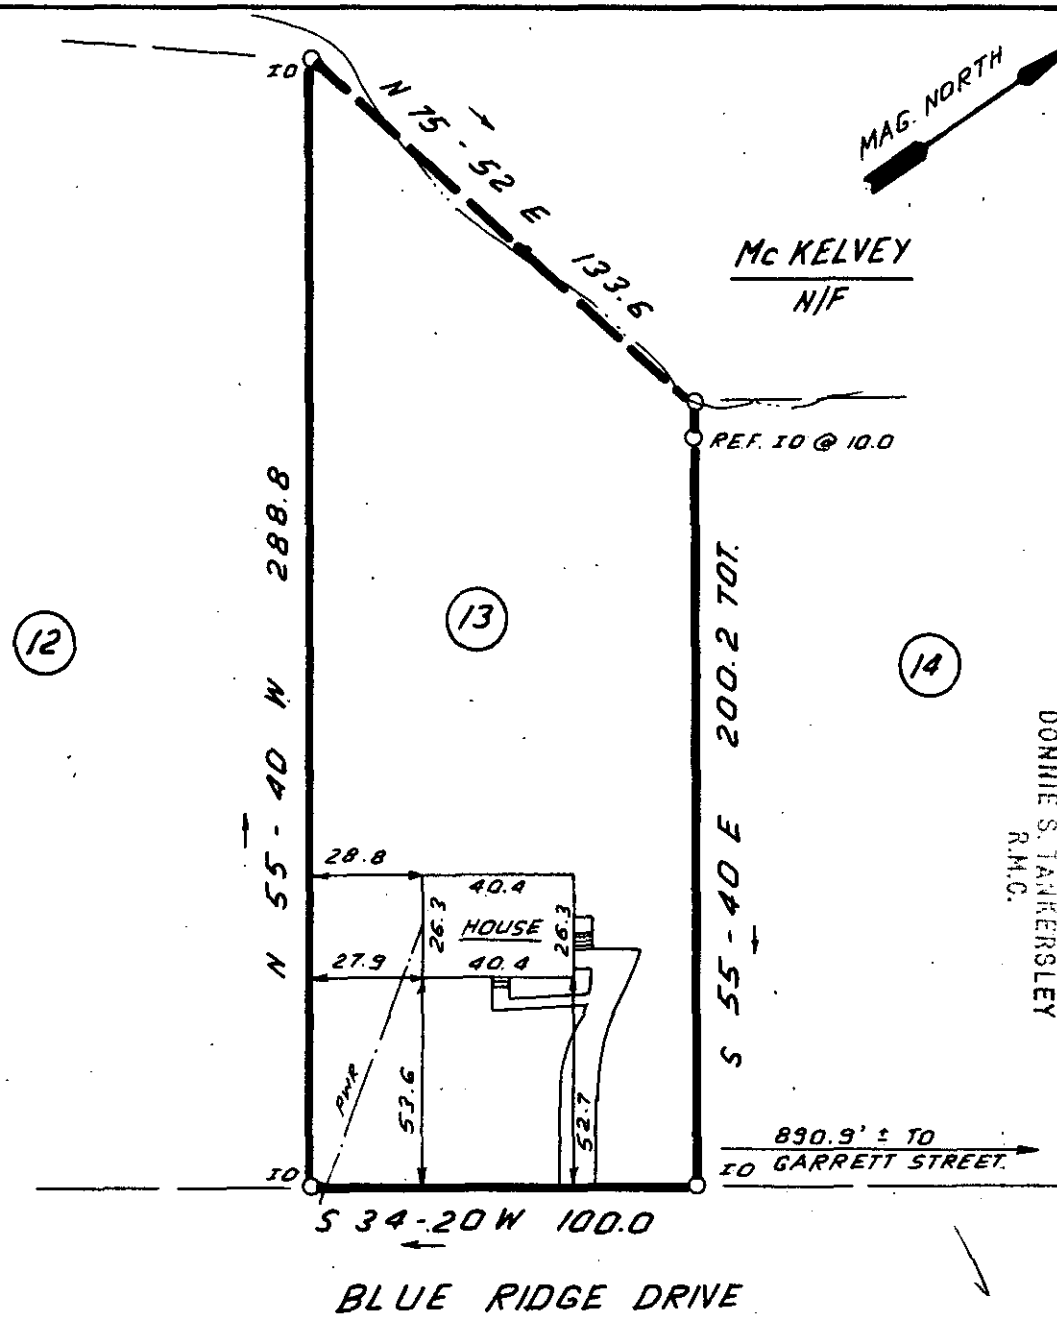 IO
N 75 - 52 E 133.6
MAG. NORTH
Mc KELVEY
N/F
REF. IO @ 10.0
N 55 - 40 W 288.8
12
13
14
S 55 - 40 E 200.2 TOT.
DONNIE S. TANKERSLEY
R.M.C.
28.8
40.4
26.3
HOUSE
26.3
27.9
40.4
PWR
53.6
52.7
890.9' ± TO
GARRETT STREET.
IO
IO
S 34-20 W 100.0
BLUE RIDGE DRIVE